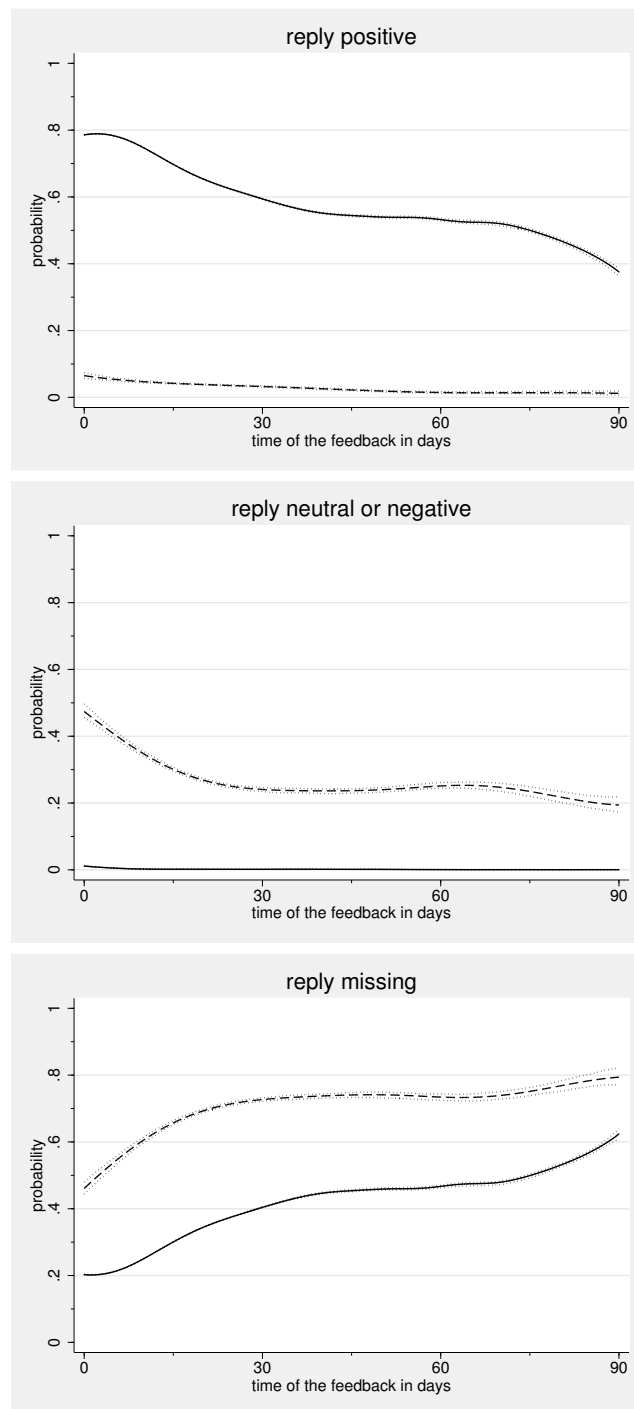 reply positive
probability
1
.8
.6
.4
.2
0
0 30 60 90
time of the feedback in days
reply neutral or negative
probability
1
.8
.6
.4
.2
0
0 30 60 90
time of the feedback in days
reply missing
probability
1
.8
.6
.4
.2
0
0 30 60 90
time of the feedback in days